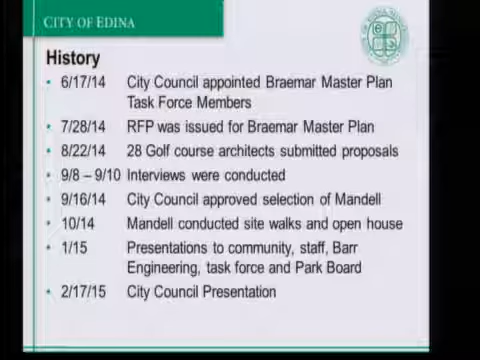 CITY OF EDINA
History
• 6/17/14 City Council appointed Braemar Master Plan
Task Force Members
• 7/28/14 RFP was issued for Braemar Master Plan
• 8/22/14 28 Golf course architects submitted proposals
• 9/8 – 9/10 Interviews were conducted
• 9/16/14 City Council approved selection of Mandell
• 10/14 Mandell conducted site walks and open house
• 1/15 Presentations to community, staff, Barr
Engineering, task force and Park Board
• 2/17/15 City Council Presentation